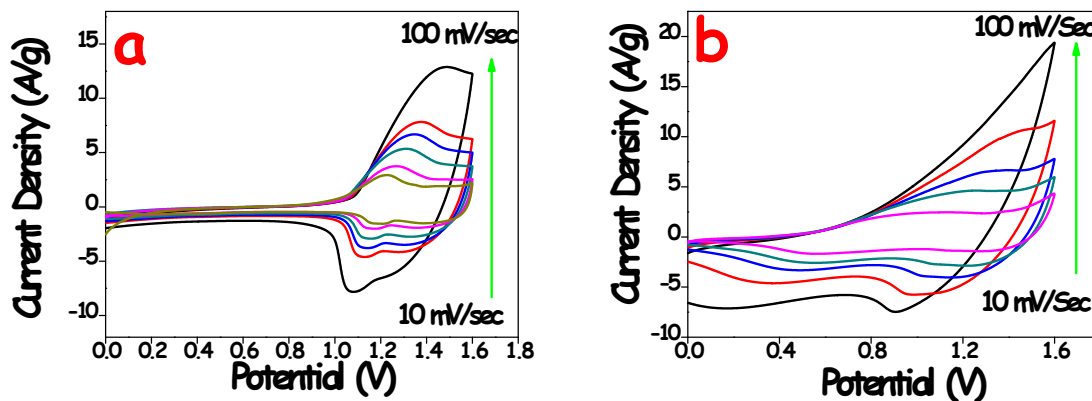 a
100 mV/sec
15
10
5
0
-5
-10
Current Density (A/g)
10 mV/sec
0.0 0.2 0.4 0.6 0.8 1.0 1.2 1.4 1.6 1.8
Potential (V)
b
100 mV/Sec
20
15
10
5
0
-5
-10
Current Density (A/g)
10 mV/Sec
0.0 0.4 0.8 1.2 1.6
Potential (V)